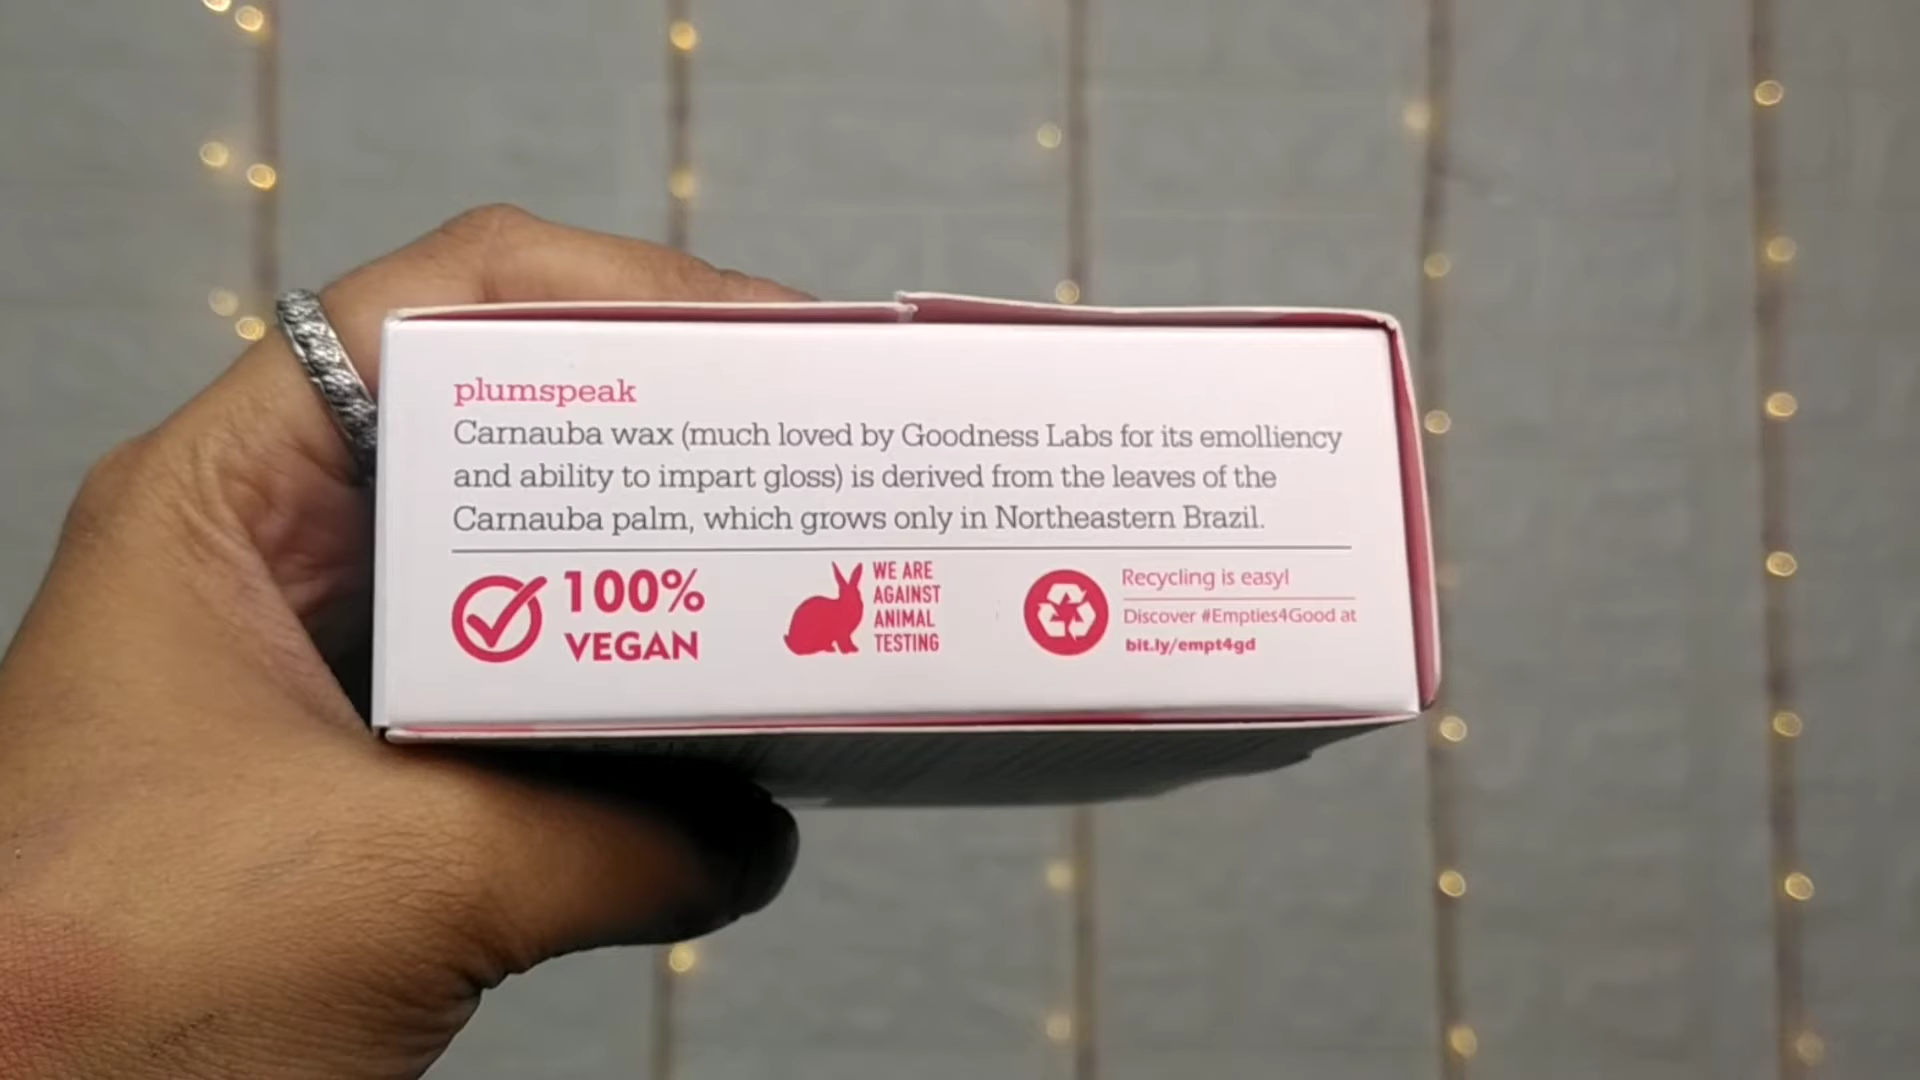 plumspeak
Carnauba wax (much loved by Goodness Labs for its emolliency
and ability to impart gloss) is derived from the leaves of the
Carnauba palm, which grows only in Northeastern Brazil.
100%
VEGAN
WE ARE
AGAINST
ANIMAL
TESTING
Recycling is easy!
Discover #Empties4Good at
bit.ly/empt4gd